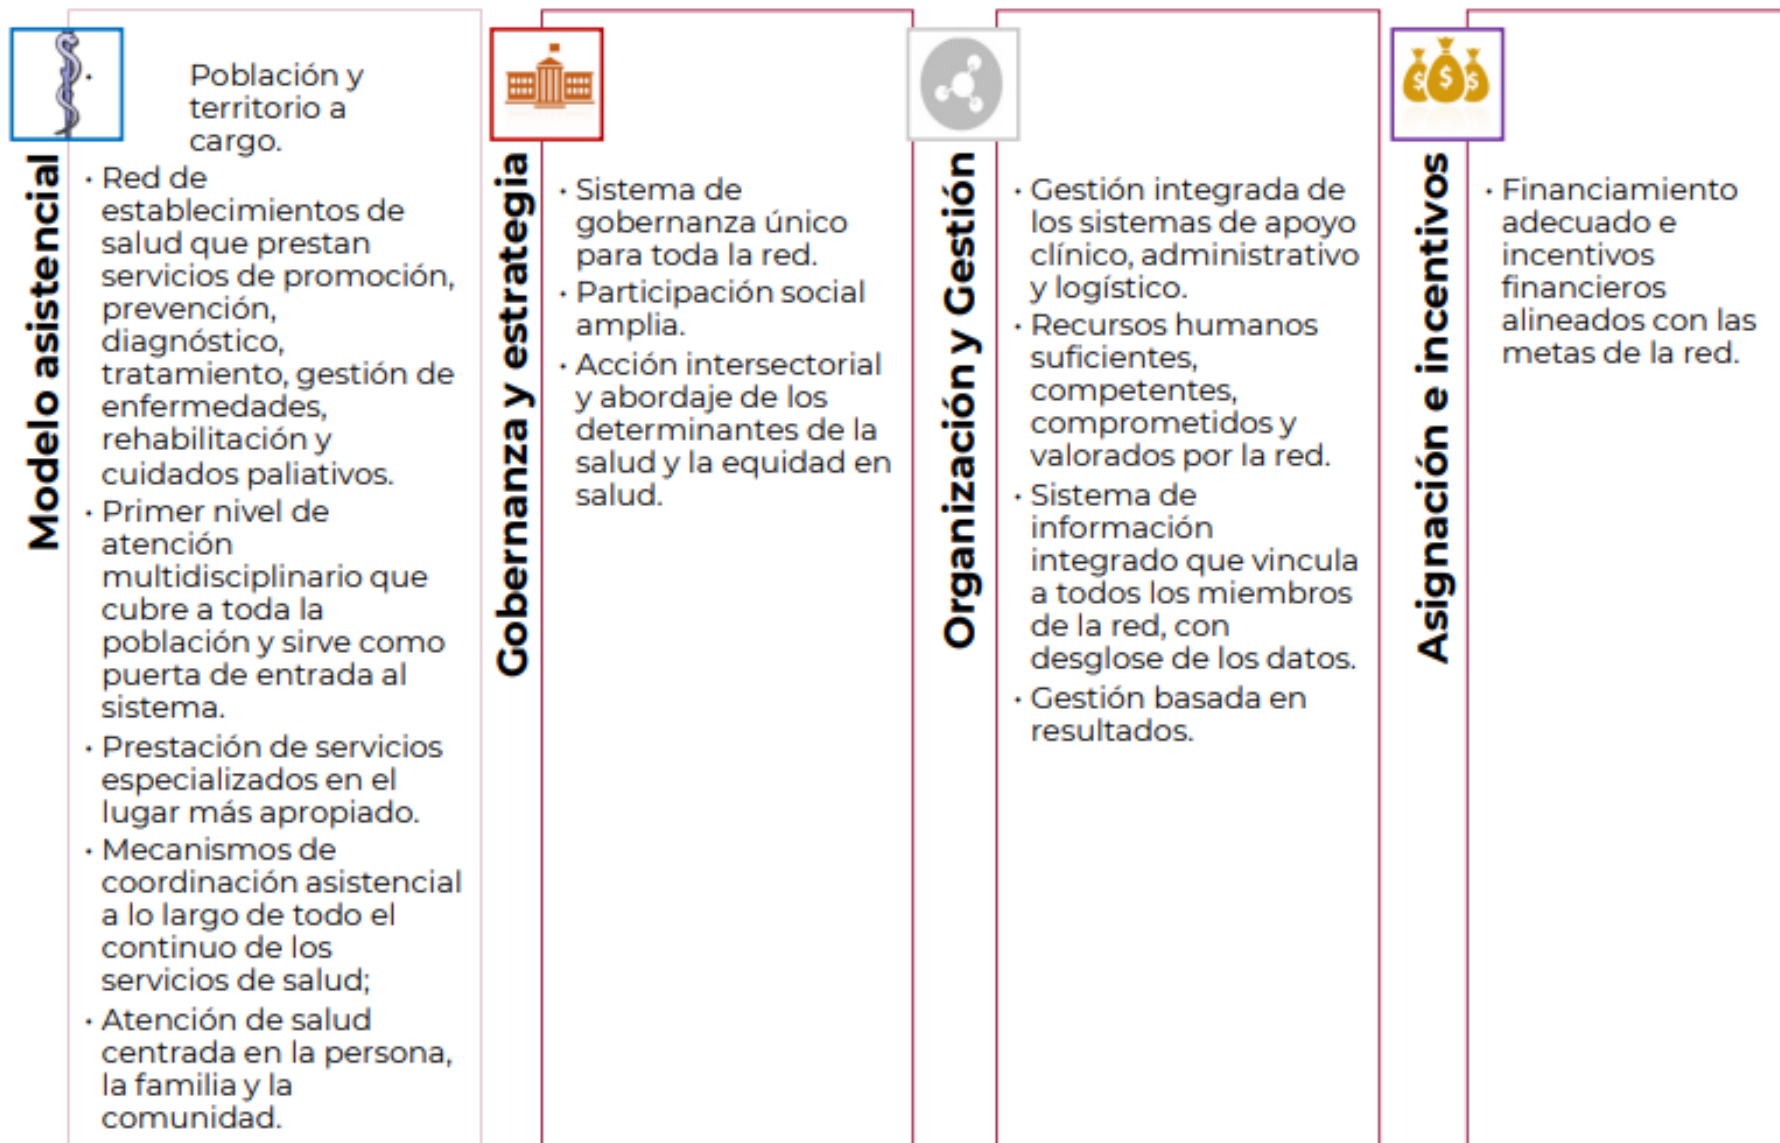 Modelo asistencial
· Población y
territorio a
cargo.
· Red de
establecimientos de
salud que prestan
servicios de promoción,
prevención,
diagnóstico,
tratamiento, gestión de
enfermedades,
rehabilitación y
cuidados paliativos.
· Primer nivel de
atención
multidisciplinario que
cubre a toda la
población y sirve como
puerta de entrada al
sistema.
· Prestación de servicios
especializados en el
lugar más apropiado.
· Mecanismos de
coordinación asistencial
a lo largo de todo el
continuo de los
servicios de salud;
· Atención de salud
centrada en la persona,
la familia y la
comunidad.
Gobernanza y estrategia
· Sistema de
gobernanza único
para toda la red.
· Participación social
amplia.
· Acción intersectorial
y abordaje de los
determinantes de la
salud y la equidad en
salud.
Organización y Gestión
· Gestión integrada de
los sistemas de apoyo
clínico, administrativo
y logístico.
· Recursos humanos
suficientes,
competentes,
comprometidos y
valorados por la red.
· Sistema de
información
integrado que vincula
a todos los miembros
de la red, con
desglose de los datos.
· Gestión basada en
resultados.
$ $ $
Asignación e incentivos
· Financiamiento
adecuado e
incentivos
financieros
alineados con las
metas de la red.